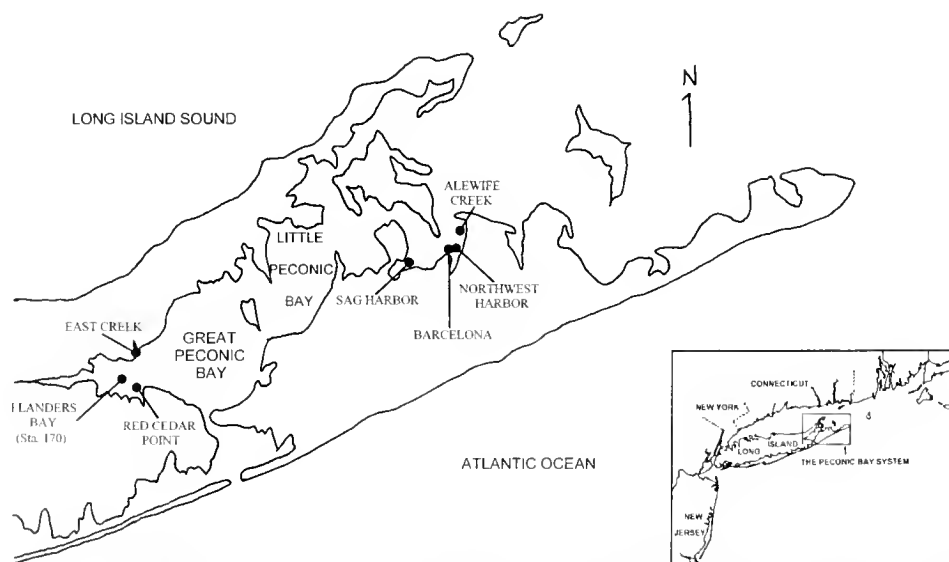 N
LONG ISLAND SOUND
ALEWIFE
CREEK
LITTLE
PECONIC
BAY
NORTHWEST
HARBOR
SAG HARBOR
BARCELONA
EAST CREEK
GREAT
PECONIC
BAY
LANDERS
BAY
(Sta. 170)
RED CEDAR
POINT
ATLANTIC OCEAN
CONNECTICUT
NEW YORK
LONG
ISLAND
THE PECONIC BAY SYSTEM
NEW
JERSEY